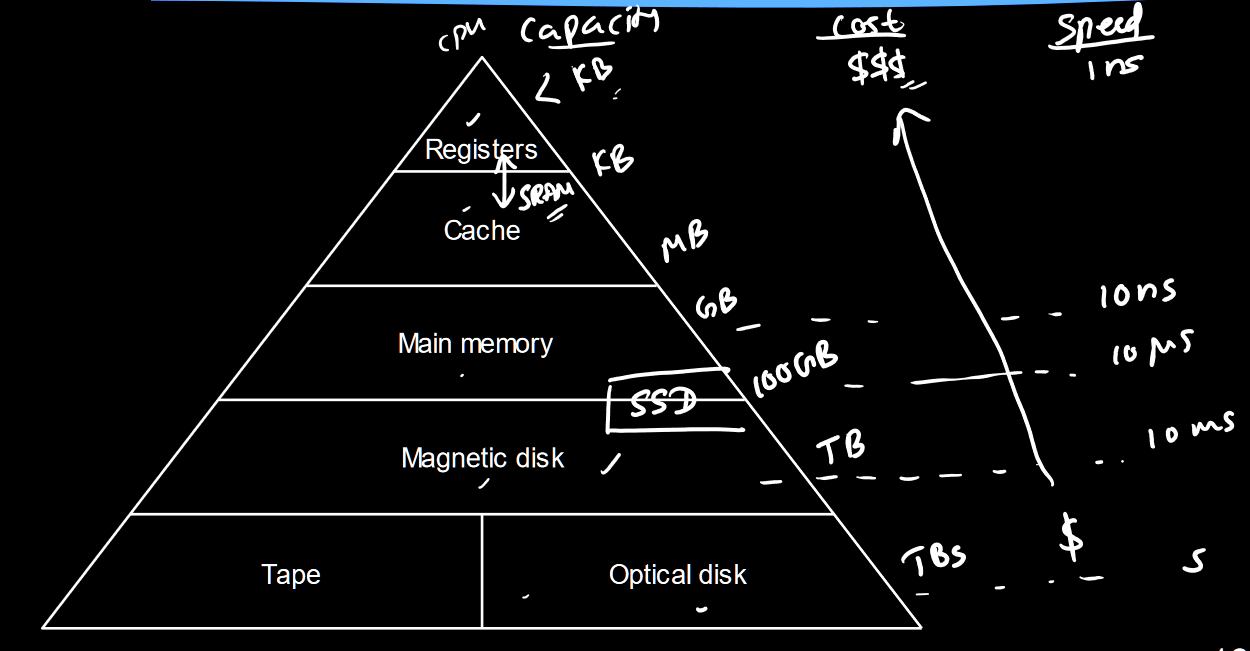 cpu Capacity Cost Speed
< KB $$$ 1ns
Registers
KB
SRAM
Cache
MB
GB 10ns
Main memory
100GB 10 μs
SSD
Magnetic disk TB 10 ms
Tape Optical disk TBs $ s